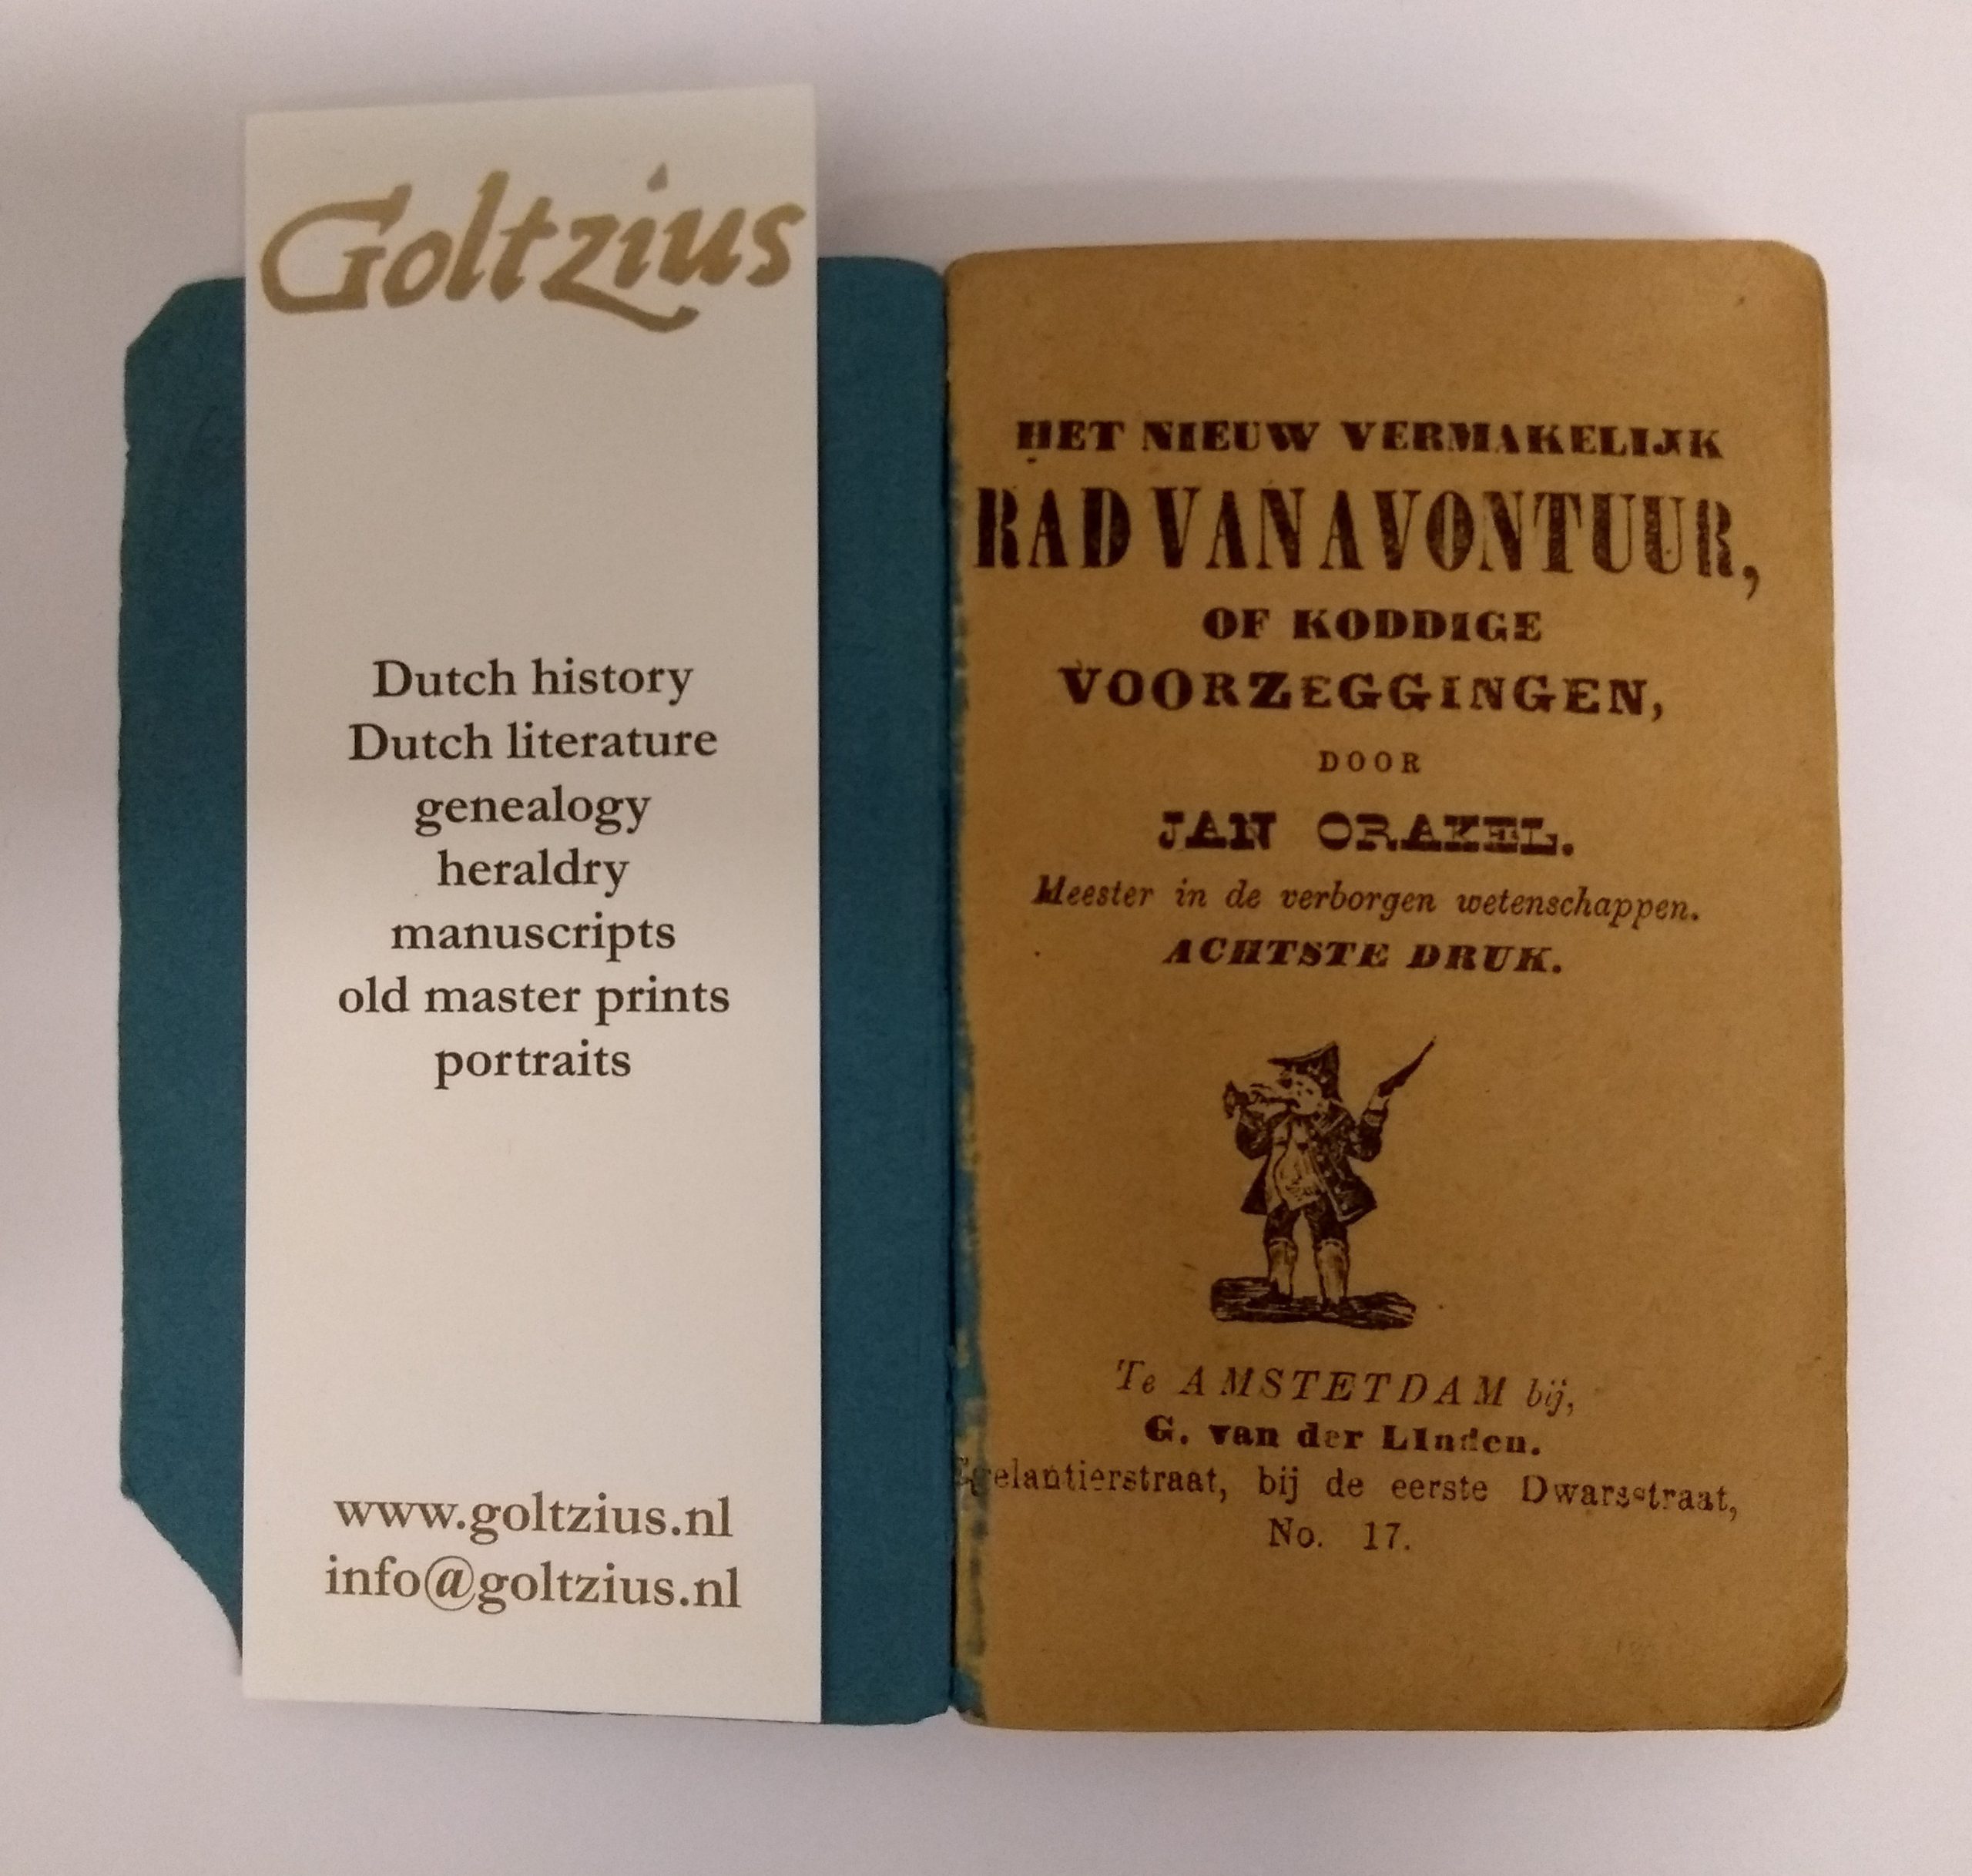 Goltzius
Dutch history
Dutch literature
genealogy
heraldry
manuscripts
old master prints
portraits
www.goltzius.nl
info@goltzius.nl
HET NIEUW VERMAKELIJK
RAD VAN AVONTUUR,
OF KODDIGE
VOORZEGGINGEN,
DOOR
JAN ORAKEL.
Meester in de verborgen wetenschappen.
ACHTSTE DRUK.
Te AMSTETDAM bij,
G. van der LInden.
Egelantierstraat, bij de eerste Dwarsstraat,
No. 17.